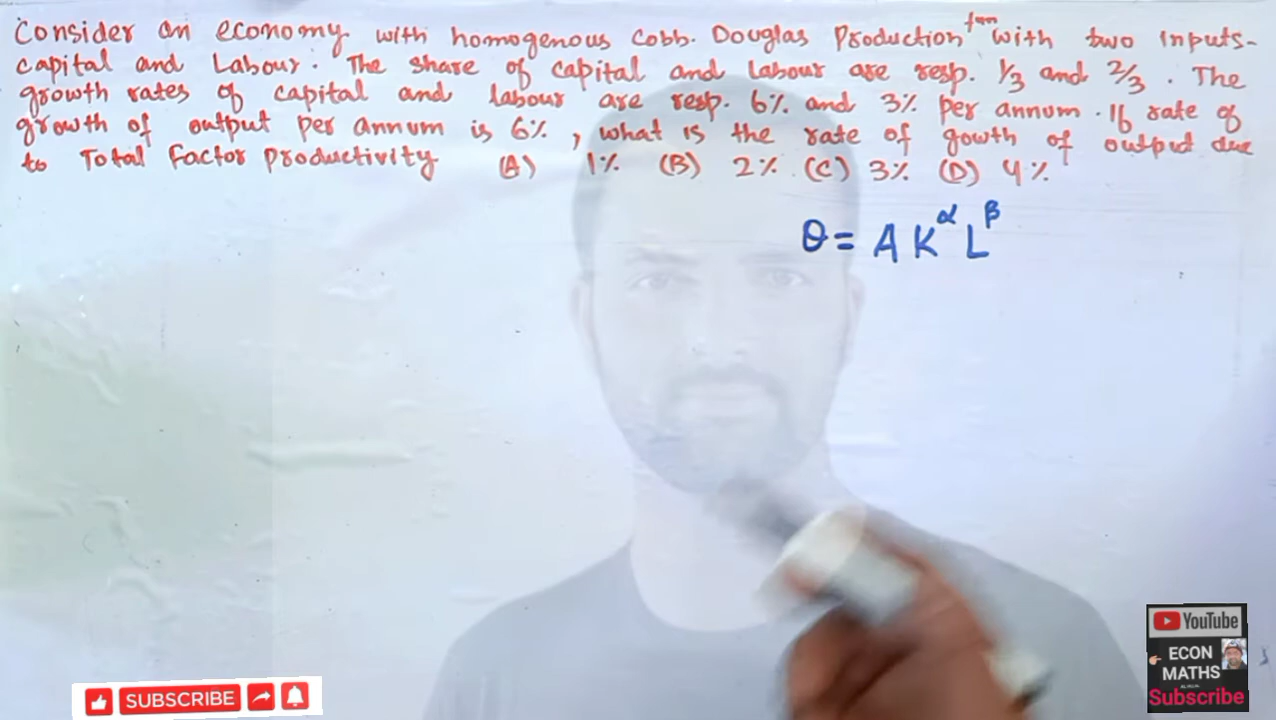 Consider an economy with homogenous Cobb-Douglas Production fun with two inputs-
capital and Labour. The share of capital and labour are resp. 1/3 and 2/3. The
growth rates of capital and labour are resp. 6% and 3% per annum. If rate of
growth of output per annum is 6%, what is the rate of gowth of output due
to Total Factor Productivity (A) 1% (B) 2% (C) 3% (D) 4%
Q = A K^α L^β
SUBSCRIBE
YouTube
ECON
MATHS
Subscribe